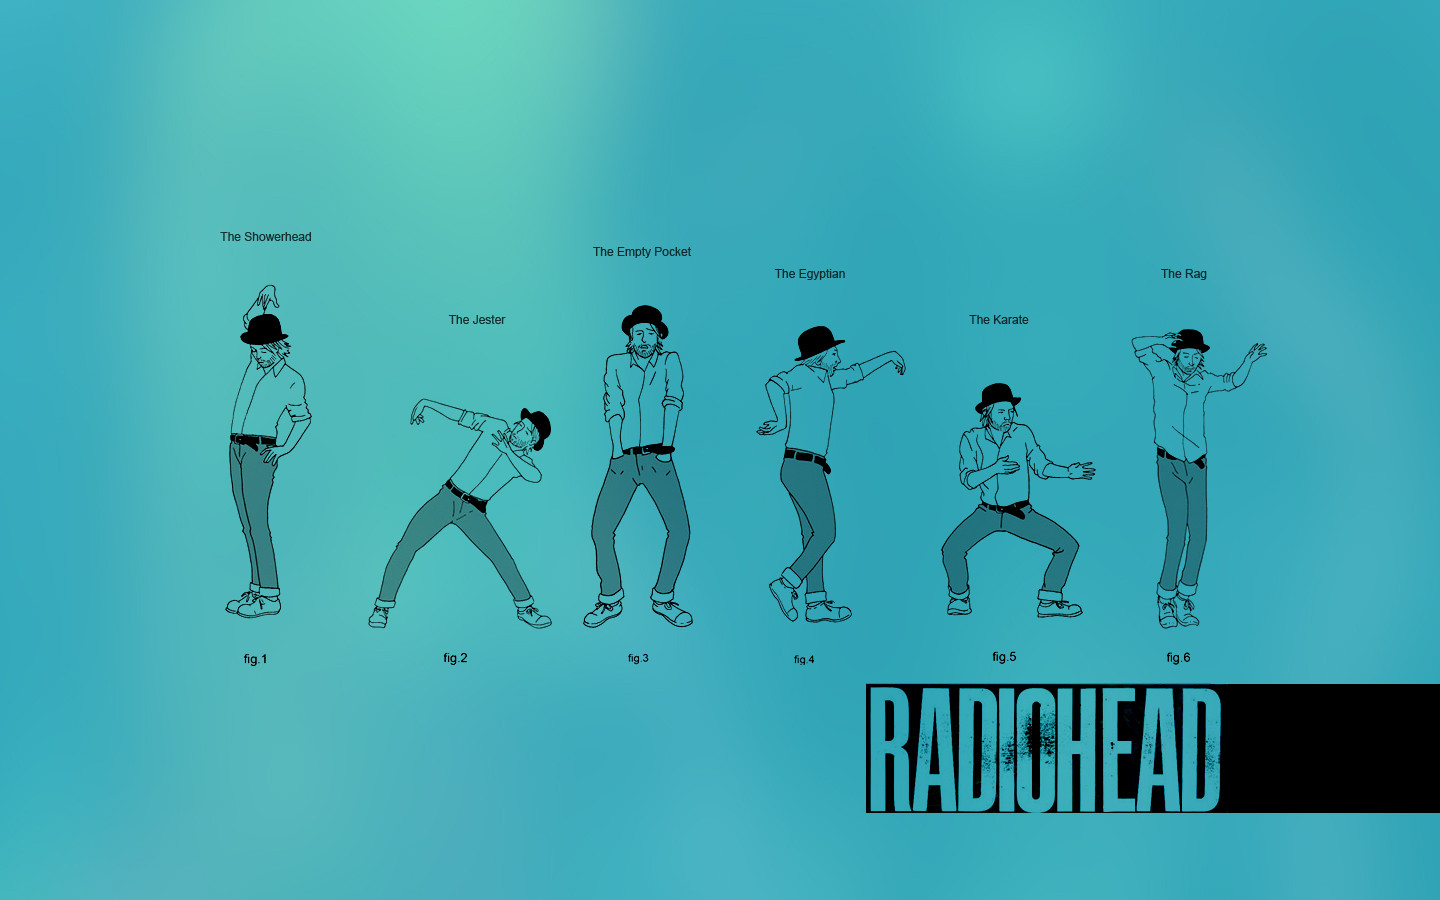 The Showerhead
The Jester
The Empty Pocket
The Egyptian
The Karate
The Rag
fig.1
fig.2
fig.3
fig.4
fig.5
fig.6
RADIOHEAD